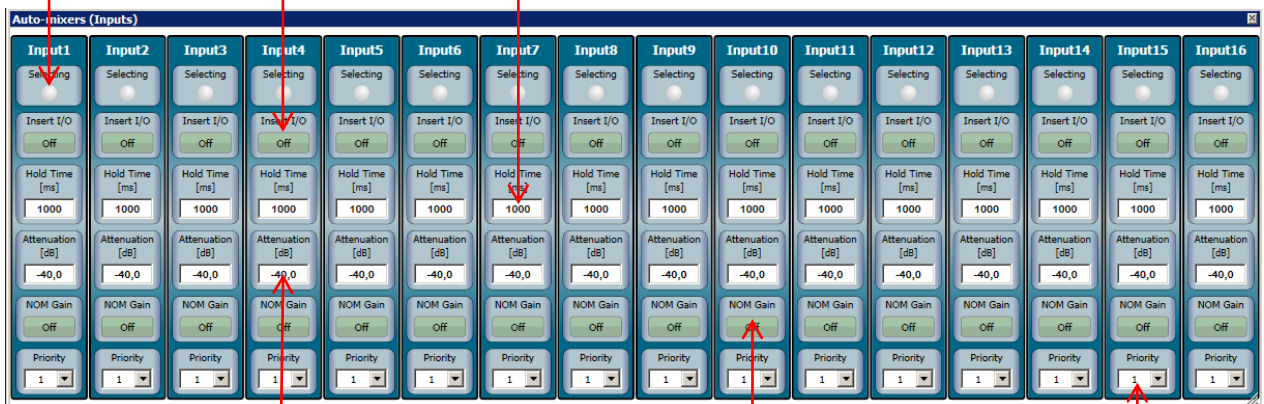 Auto-mixers (Inputs)
Input1 Input2 Input3 Input4 Input5 Input6 Input7 Input8 Input9 Input10 Input11 Input12 Input13 Input14 Input15 Input16
Selecting Selecting Selecting Selecting Selecting Selecting Selecting Selecting Selecting Selecting Selecting Selecting Selecting Selecting Selecting Selecting
Insert I/O Insert I/O Insert I/O Insert I/O Insert I/O Insert I/O Insert I/O Insert I/O Insert I/O Insert I/O Insert I/O Insert I/O Insert I/O Insert I/O Insert I/O Insert I/O
Off Off Off Off Off Off Off Off Off Off Off Off Off Off Off Off
Hold Time Hold Time Hold Time Hold Time Hold Time Hold Time Hold Time Hold Time Hold Time Hold Time Hold Time Hold Time Hold Time Hold Time Hold Time Hold Time
[ms] [ms] [ms] [ms] [ms] [ms] [ms] [ms] [ms] [ms] [ms] [ms] [ms] [ms] [ms] [ms]
1000 1000 1000 1000 1000 1000 1000 1000 1000 1000 1000 1000 1000 1000 1000 1000
Attenuation Attenuation Attenuation Attenuation Attenuation Attenuation Attenuation Attenuation Attenuation Attenuation Attenuation Attenuation Attenuation Attenuation Attenuation Attenuation
[dB] [dB] [dB] [dB] [dB] [dB] [dB] [dB] [dB] [dB] [dB] [dB] [dB] [dB] [dB] [dB]
-40,0 -40,0 -40,0 -40,0 -40,0 -40,0 -40,0 -40,0 -40,0 -40,0 -40,0 -40,0 -40,0 -40,0 -40,0 -40,0
NOM Gain NOM Gain NOM Gain NOM Gain NOM Gain NOM Gain NOM Gain NOM Gain NOM Gain NOM Gain NOM Gain NOM Gain NOM Gain NOM Gain NOM Gain NOM Gain
Off Off Off Off Off Off Off Off Off Off Off Off Off Off Off Off
Priority Priority Priority Priority Priority Priority Priority Priority Priority Priority Priority Priority Priority Priority Priority Priority
1 1 1 1 1 1 1 1 1 1 1 1 1 1 1 1